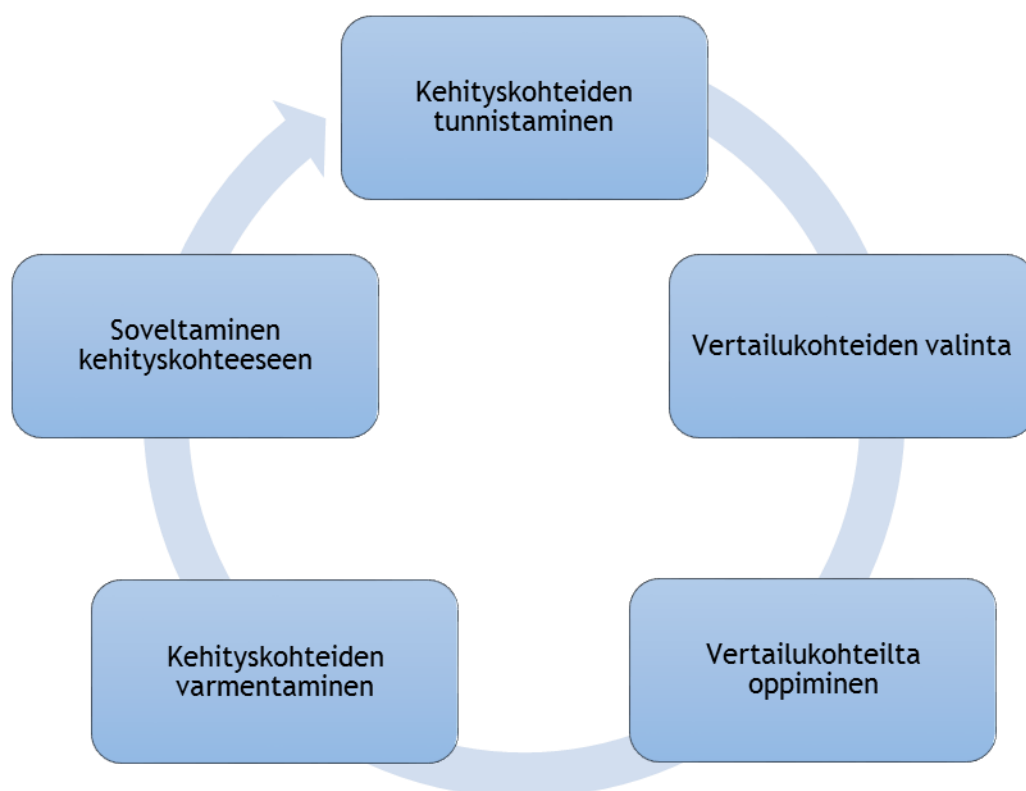 Kehityskohteiden
tunnistaminen
Vertailukohteiden valinta
Vertailukohteilta
oppiminen
Kehityskohteiden
varmentaminen
Soveltaminen
kehityskohteeseen